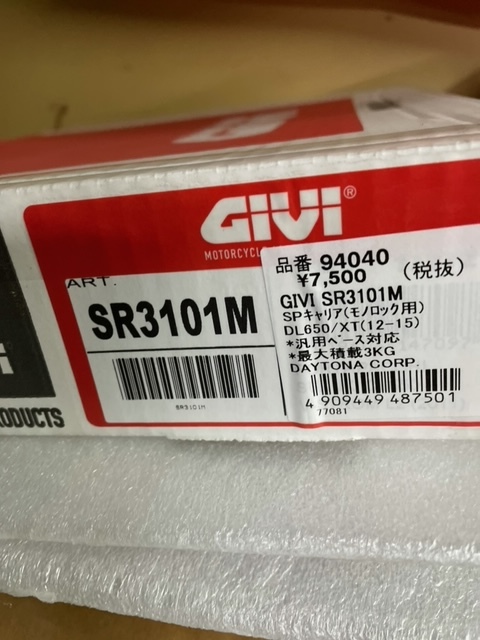 GIVI®
MOTORCYCLE
ART.
SR3101M
SR3101M
品番 94040
¥7,500 (税抜)
GIVI SR3101M
SPキャリア(モノロック用)
DL650/XT(12-15)
*汎用ベース対応
*最大積載3KG
DAYTONA CORP.
4 909449 487501
77081